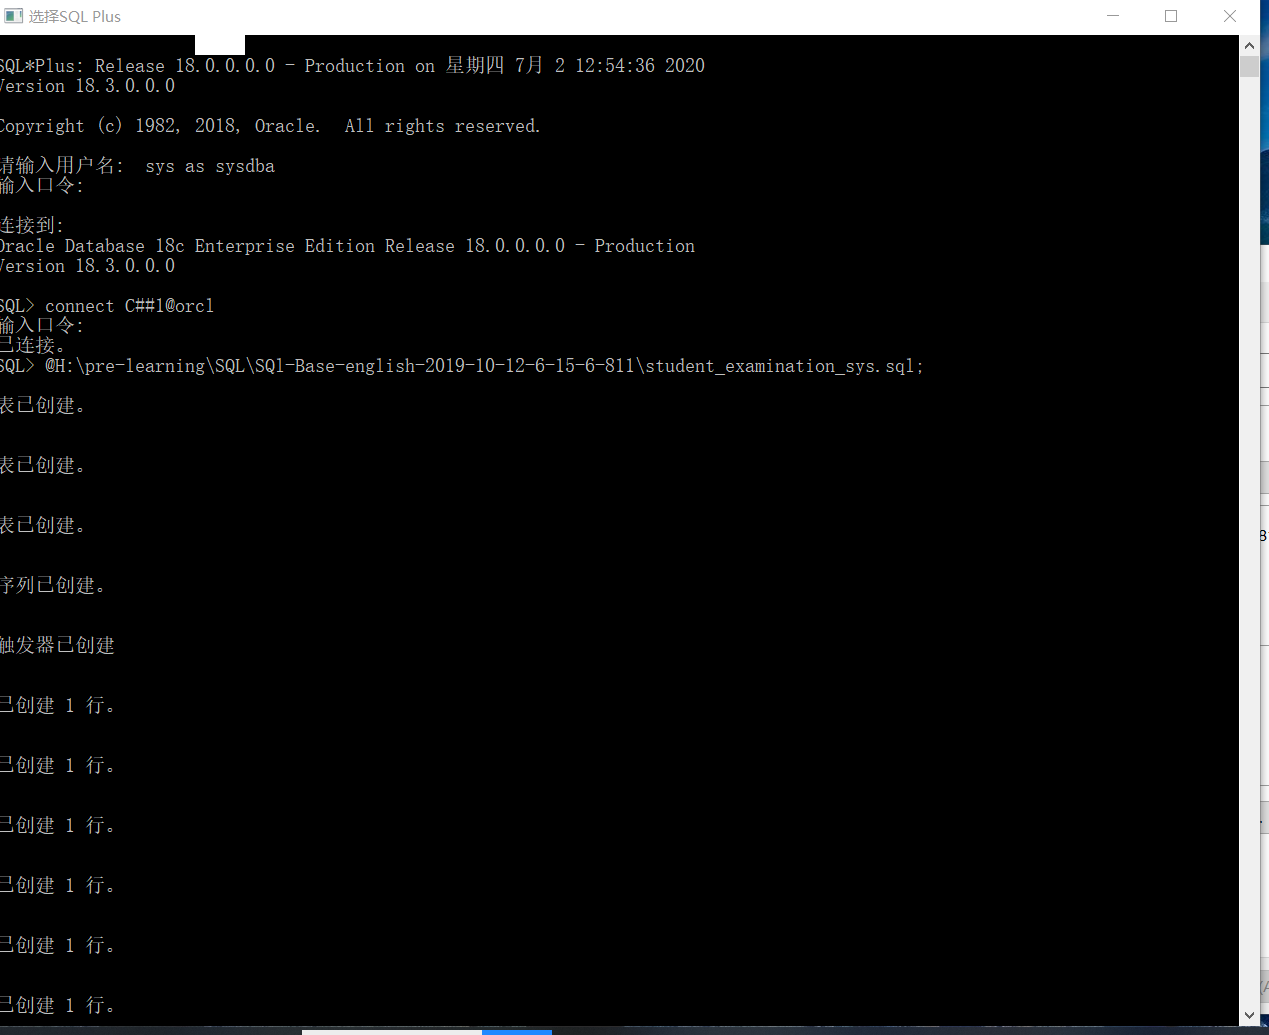 选择SQL Plus
SQL*Plus: Release 18.0.0.0.0 - Production on 星期四 7月 2 12:54:36 2020
Version 18.3.0.0.0
Copyright (c) 1982, 2018, Oracle.  All rights reserved.
请输入用户名:  sys as sysdba
输入口令:
连接到:
Oracle Database 18c Enterprise Edition Release 18.0.0.0.0 - Production
Version 18.3.0.0.0
SQL> connect C##l@orcl
输入口令:
已连接。
SQL> @H:\pre-learning\SQL\SQl-Base-english-2019-10-12-6-15-6-811\student_examination_sys.sql;
表已创建。
表已创建。
表已创建。
序列已创建。
触发器已创建
已创建 1 行。
已创建 1 行。
已创建 1 行。
已创建 1 行。
已创建 1 行。
已创建 1 行。